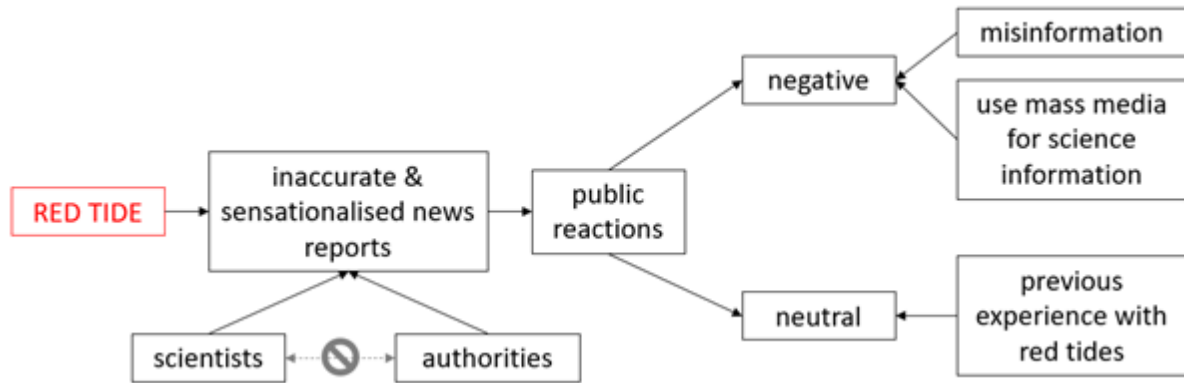 RED TIDE
inaccurate &
sensationalised news
reports
scientists
authorities
public
reactions
negative
neutral
misinformation
use mass media
for science
information
previous
experience with
red tides